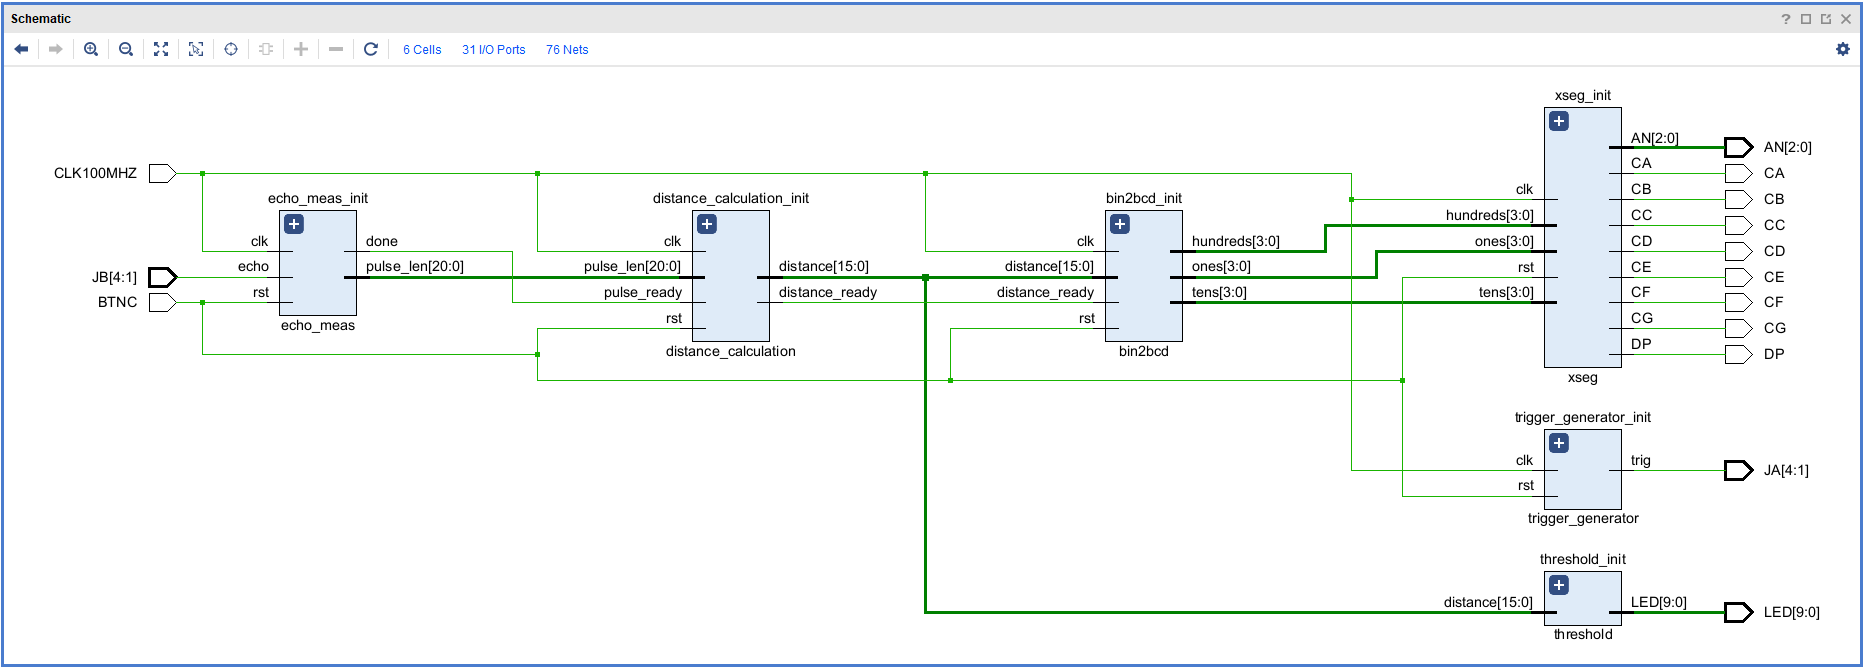 Schematic
6 Cells 31 I/O Ports 76 Nets
CLK100MHZ
JB[4:1]
BTNC
echo_meas_init
clk
echo
rst
done
pulse_len[20:0]
echo_meas
distance_calculation_init
clk
pulse_len[20:0]
pulse_ready
rst
distance[15:0]
distance_ready
distance_calculation
bin2bcd_init
clk
distance[15:0]
distance_ready
rst
hundreds[3:0]
ones[3:0]
tens[3:0]
bin2bcd
xseg_init
clk
hundreds[3:0]
ones[3:0]
rst
tens[3:0]
AN[2:0]
CA
CB
CC
CD
CE
CF
CG
DP
xseg
AN[2:0]
CA
CB
CC
CD
CE
CF
CG
DP
trigger_generator_init
clk
rst
trig
JA[4:1]
trigger_generator
threshold_init
distance[15:0]
LED[9:0]
LED[9:0]
threshold